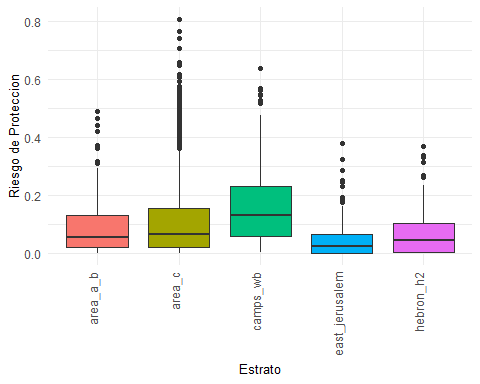 0.8
0.6
0.4
0.2
0.0
Riesgo de Proteccion
area_a_b
area_c
camps_wb
east_jerusalem
hebron_h2
Estrato